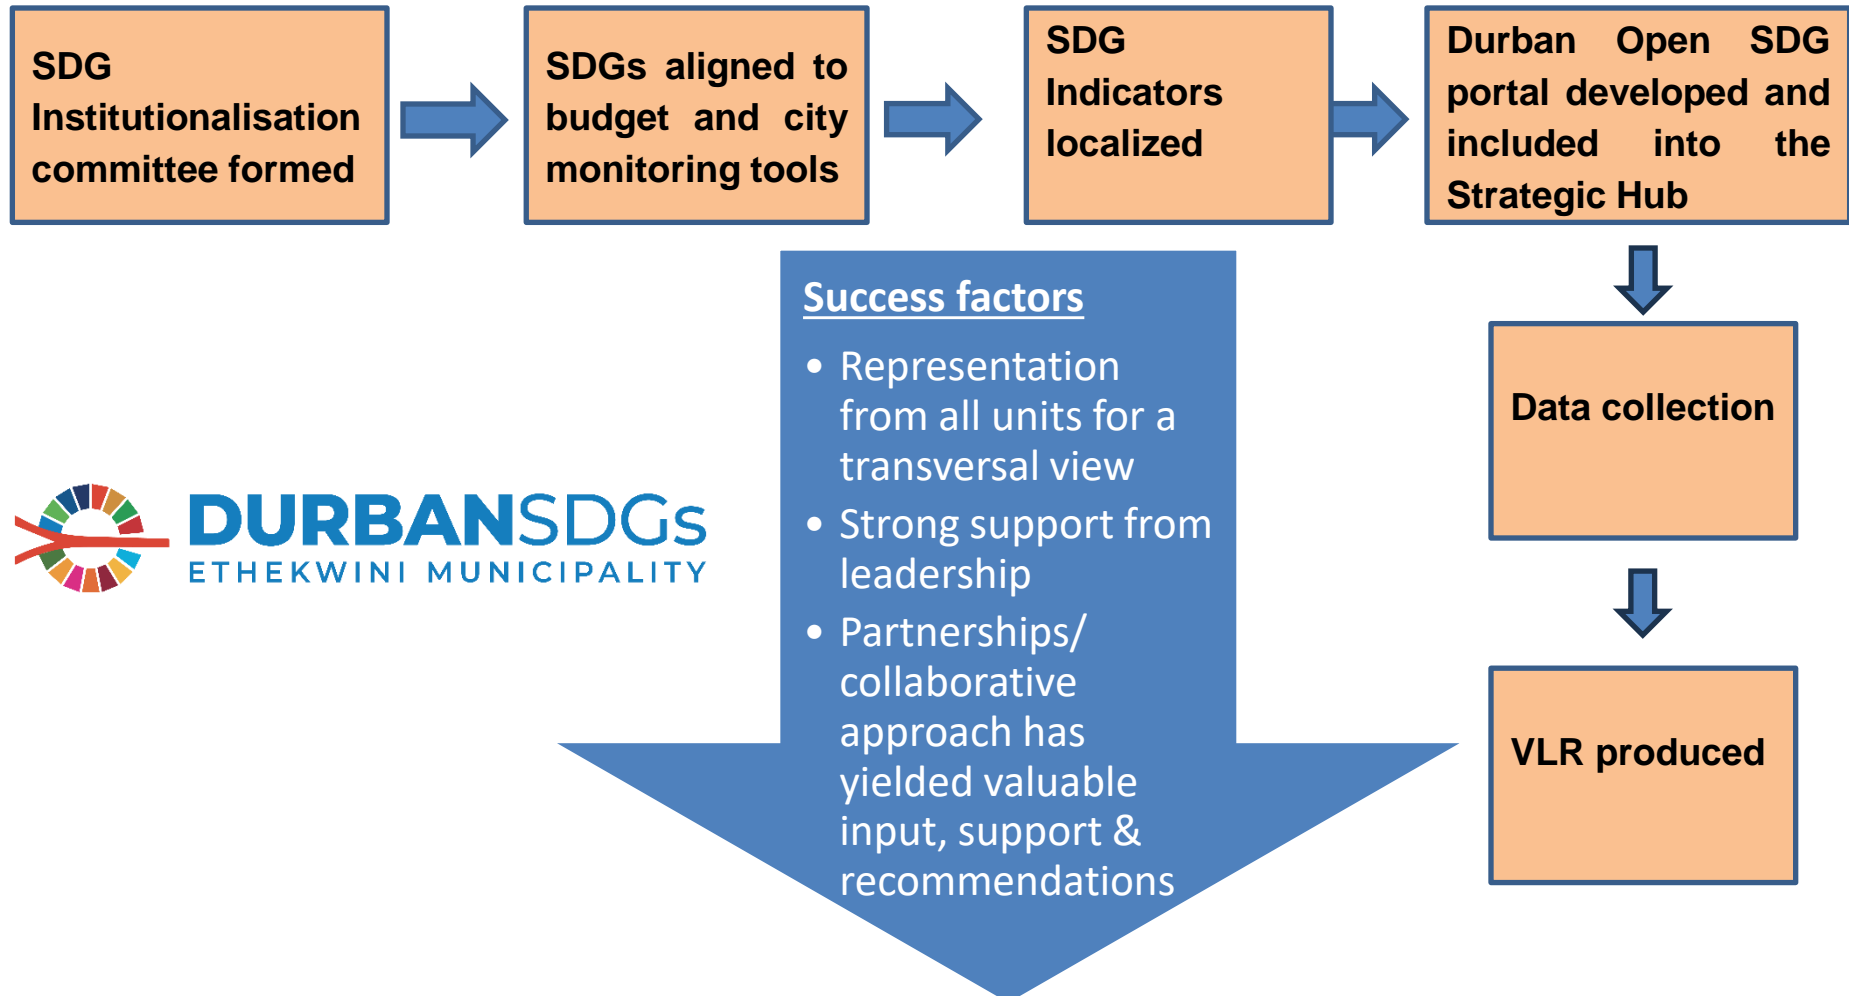 SDG
Institutionalisation
committee formed
SDGs aligned to
budget and city
monitoring tools
SDG
Indicators
localized
Durban Open SDG
portal developed and
included into the
Strategic Hub
Success factors
• Representation
from all units for a
transversal view
• Strong support from
leadership
• Partnerships/
collaborative
approach has
yielded valuable
input, support &
recommendations
Data collection
VLR produced
DURBANSDGs
ETHEKWINI MUNICIPALITY